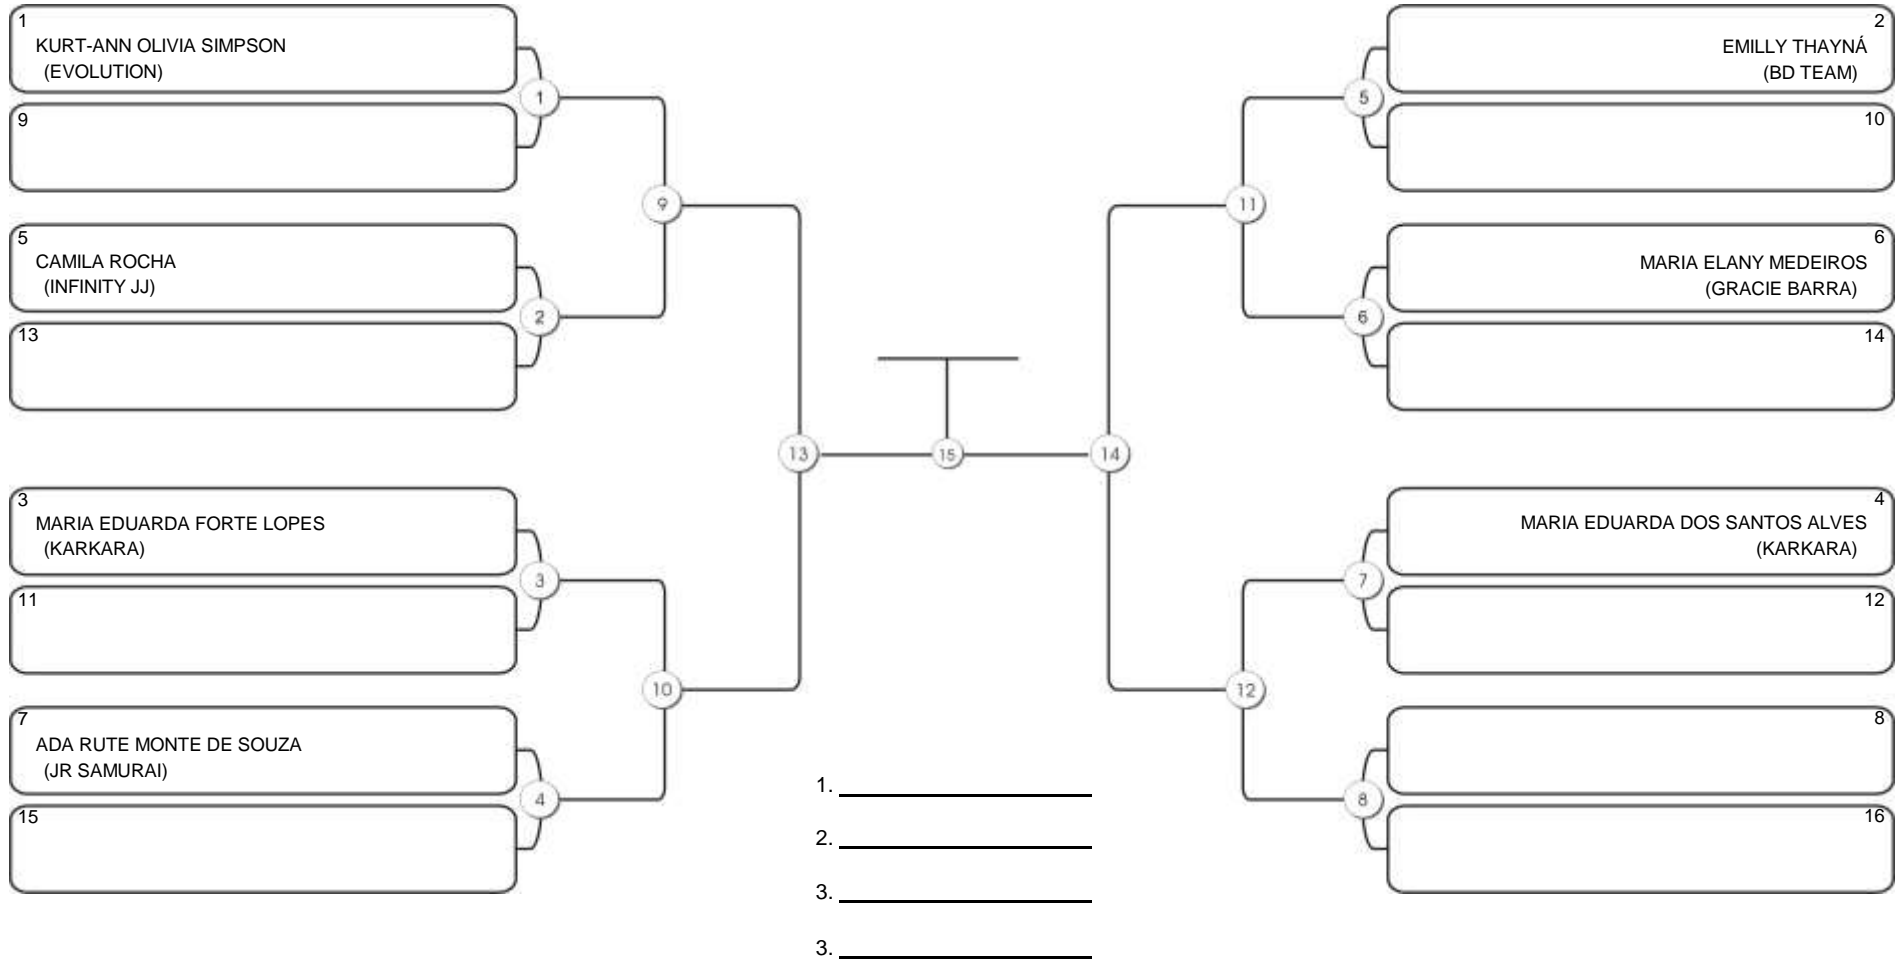 1
KURT-ANN OLIVIA SIMPSON
(EVOLUTION)
1
9
9
5
CAMILA ROCHA
(INFINITY JJ)
2
13
13
3
MARIA EDUARDA FORTE LOPES
(KARKARA)
3
11
10
7
ADA RUTE MONTE DE SOUZA
(JR SAMURAI)
4
15
15
1.
2.
3.
3.
2
EMILLY THAYNÁ
(BD TEAM)
5
10
11
6
MARIA ELANY MEDEIROS
(GRACIE BARRA)
6
14
14
4
MARIA EDUARDA DOS SANTOS ALVES
(KARKARA)
7
12
12
8
8
16